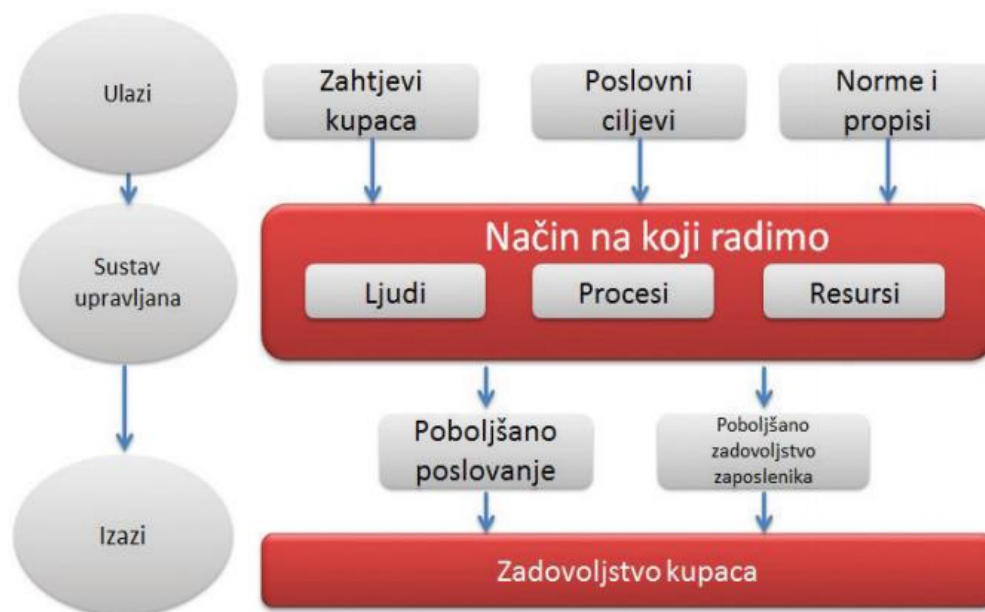 Ulazi
Zahtjevi
kupaca
Poslovni
ciljevi
Norme i
propisi
Sustav
upravljana
Način na koji radimo
Ljudi
Procesi
Resursi
Poboljšano
poslovanje
Poboljšano
zadovoljstvo
zaposlenika
Izazi
Zadovoljstvo kupaca